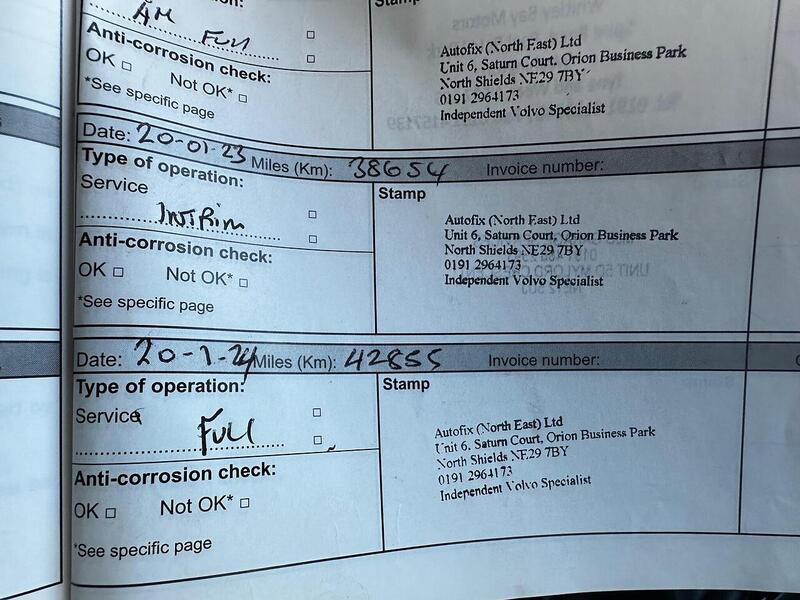 Stamp
Full
Anti-corrosion check:
OK □ Not OK* □
*See specific page
Autofix (North East) Ltd
Unit 6, Saturn Court, Orion Business Park
North Shields NE29 7BY
0191 2964173
Independent Volvo Specialist
Date: 20-01-23 Miles (Km): 38654 Invoice number:
Type of operation:
Service
INTIRim
Anti-corrosion check:
OK □ Not OK* □
*See specific page
Stamp
Autofix (North East) Ltd
Unit 6, Saturn Court, Orion Business Park
North Shields NE29 7BY
0191 2964173
Independent Volvo Specialist
Date: 20-1-24 Miles (Km): 42855 Invoice number:
Type of operation:
Service
Full
Anti-corrosion check:
OK □ Not OK* □
*See specific page
Stamp
Autofix (North East) Ltd
Unit 6, Saturn Court, Orion Business Park
North Shields NE29 7BY
0191 2964173
Independent Volvo Specialist